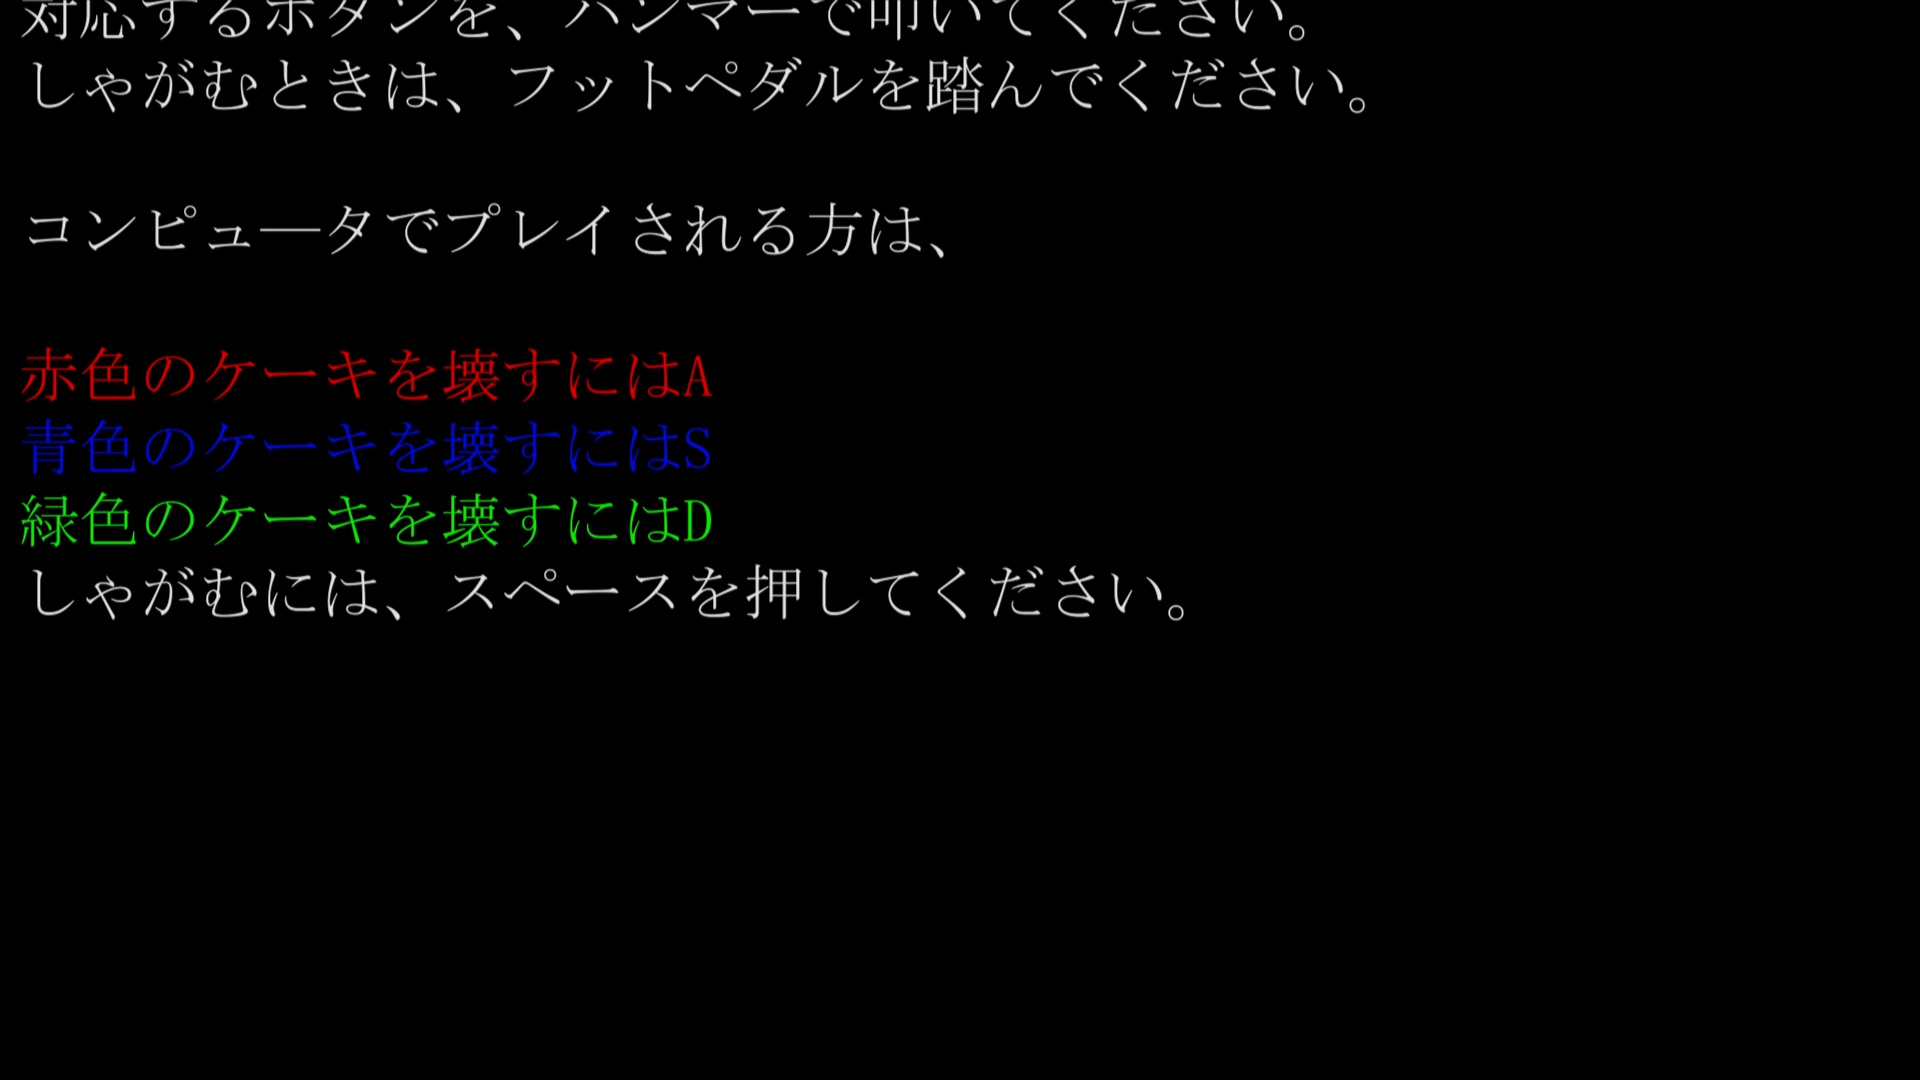 対応するボタンを、ハンマーで叩いてください。
しゃがむときは、フットペダルを踏んでください。
コンピュ―タでプレイされる方は、
赤色のケーキを壊すにはA
青色のケーキを壊すにはS
緑色のケーキを壊すにはD
しゃがむには、スペースを押してください。